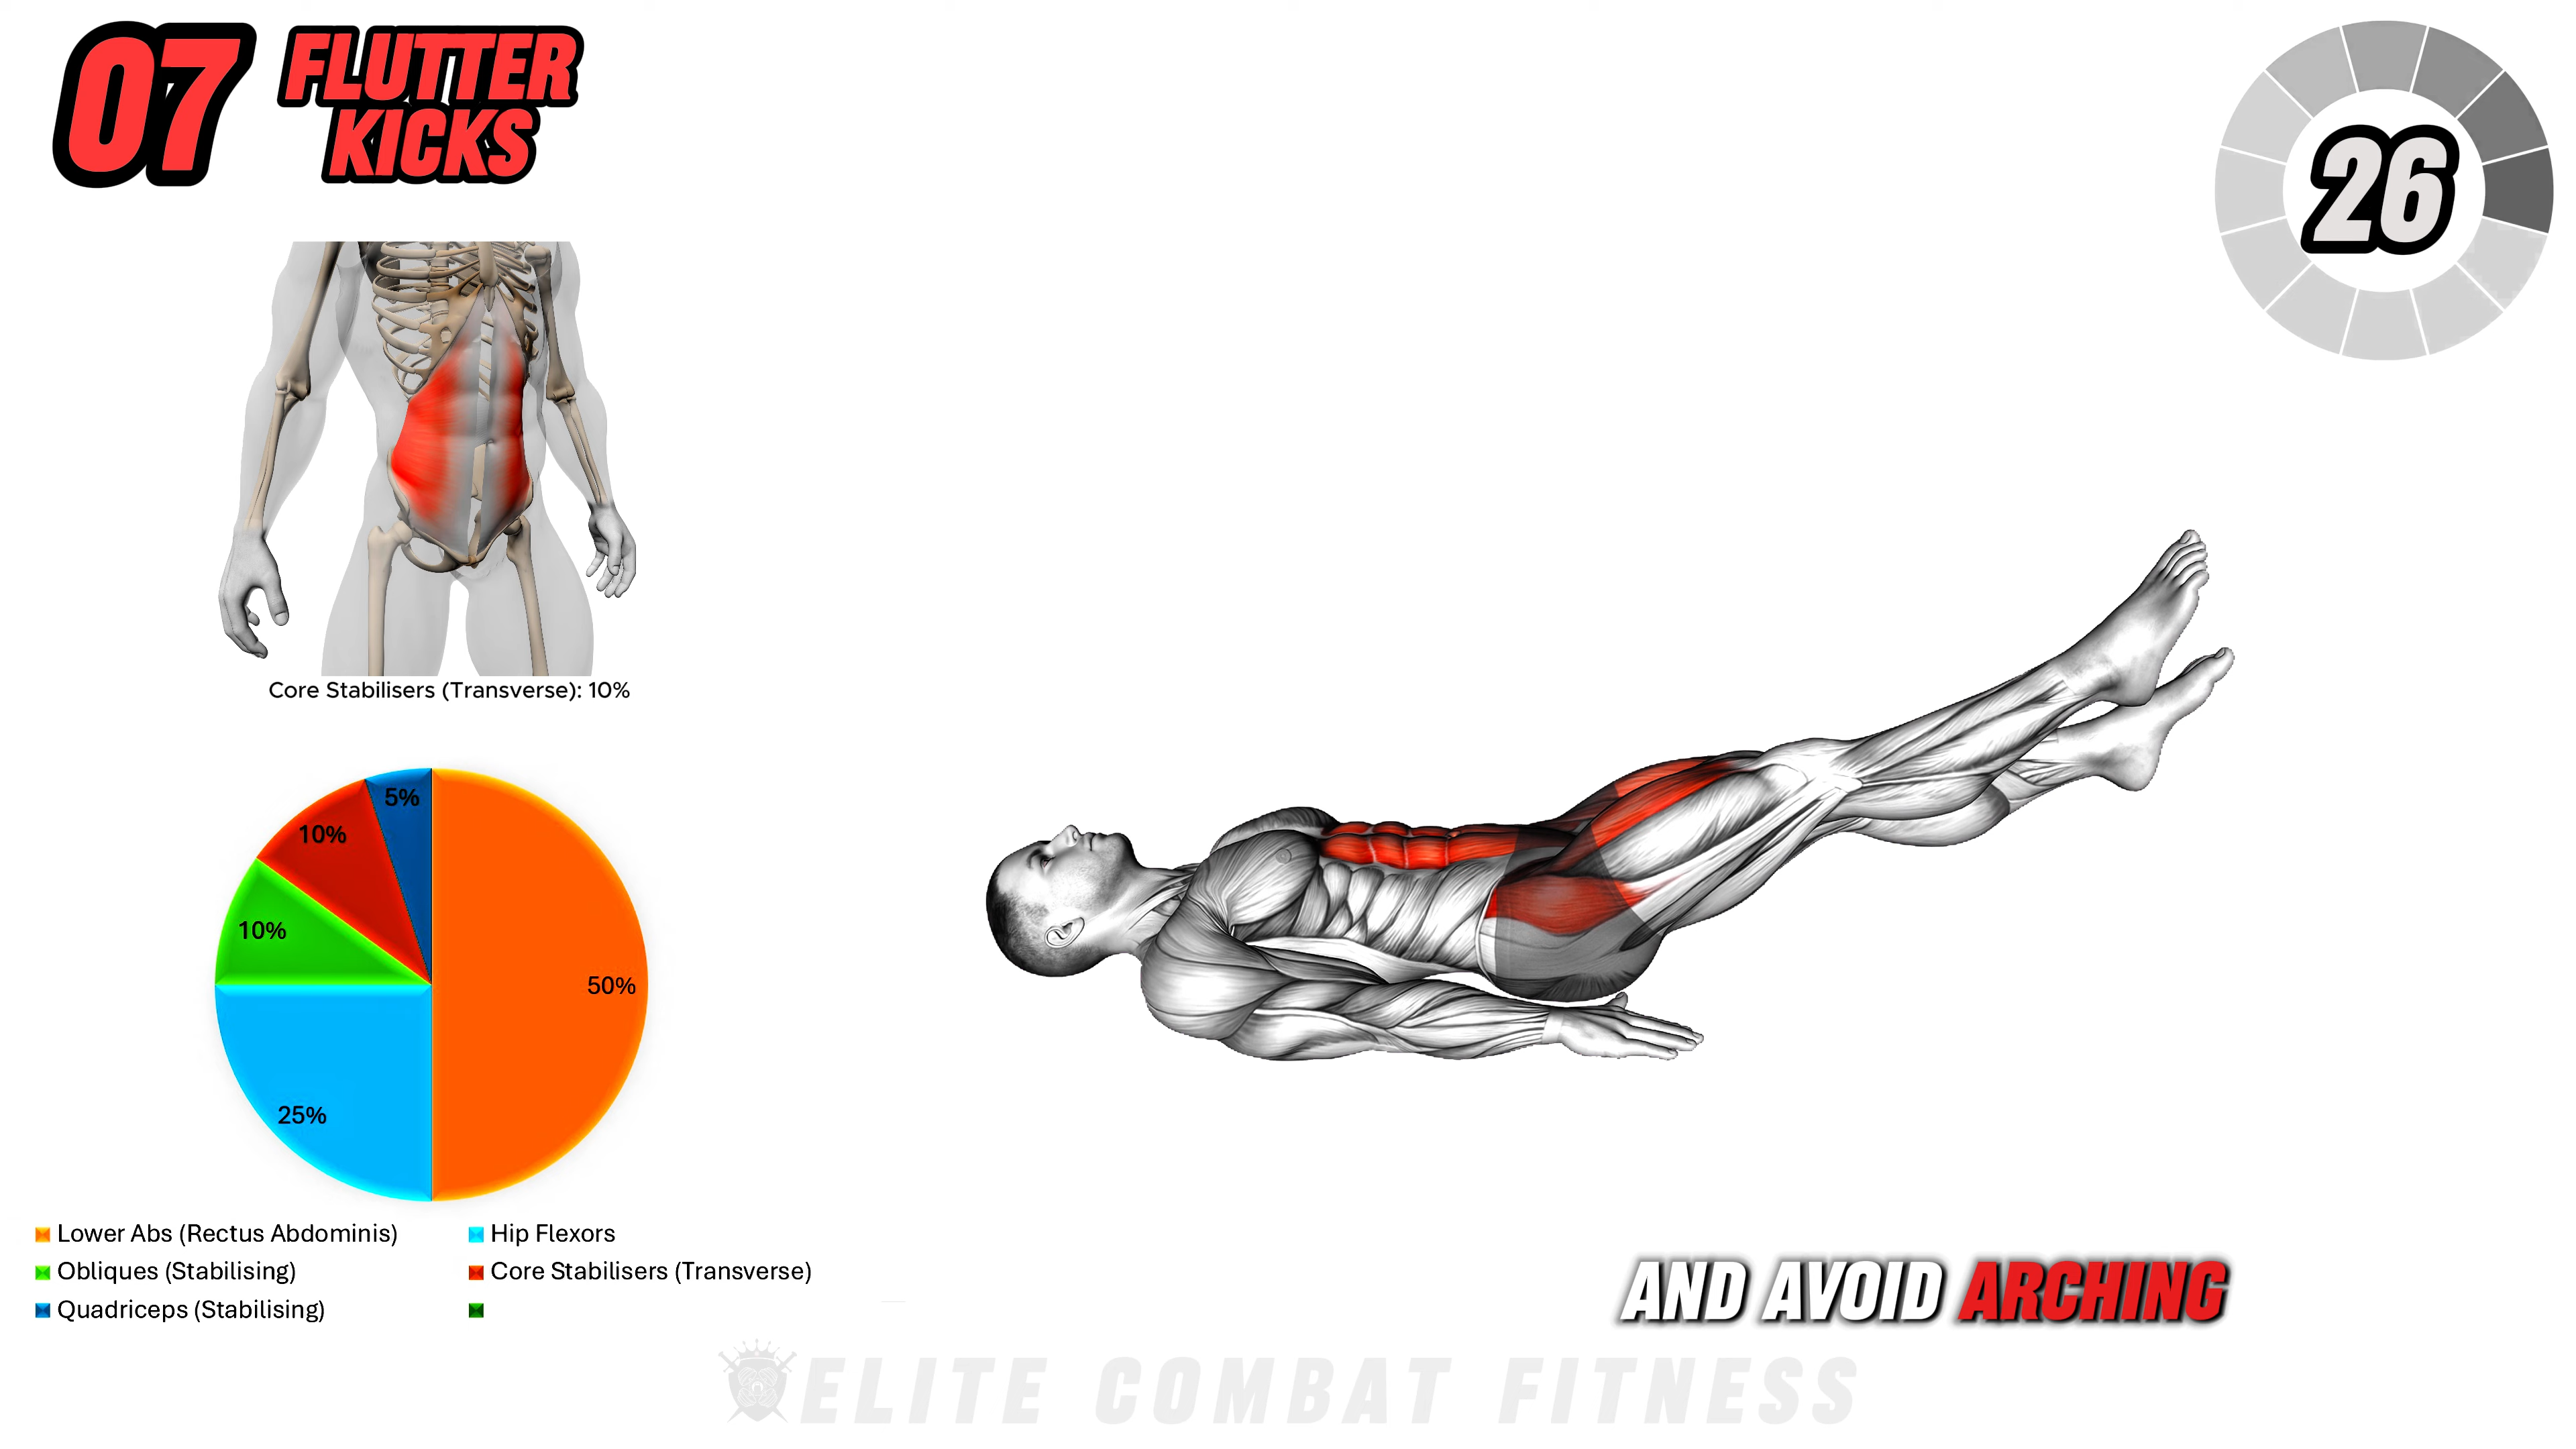 07
FLUTTER
KICKS
26
Core Stabilisers (Transverse): 10%
5%
10%
10%
50%
25%
Lower Abs (Rectus Abdominis)
Hip Flexors
Obliques (Stabilising)
Core Stabilisers (Transverse)
Quadriceps (Stabilising)
AND AVOID ARCHING
ELITE COMBAT FITNESS